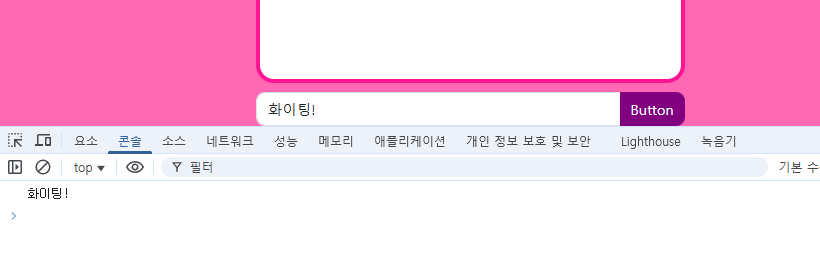 화이팅!
Button
요소 콘솔 소스 네트워크 성능 메모리 애플리케이션 개인 정보 보호 및 보안 Lighthouse 녹음기
top 필터 기본 수
화이팅!